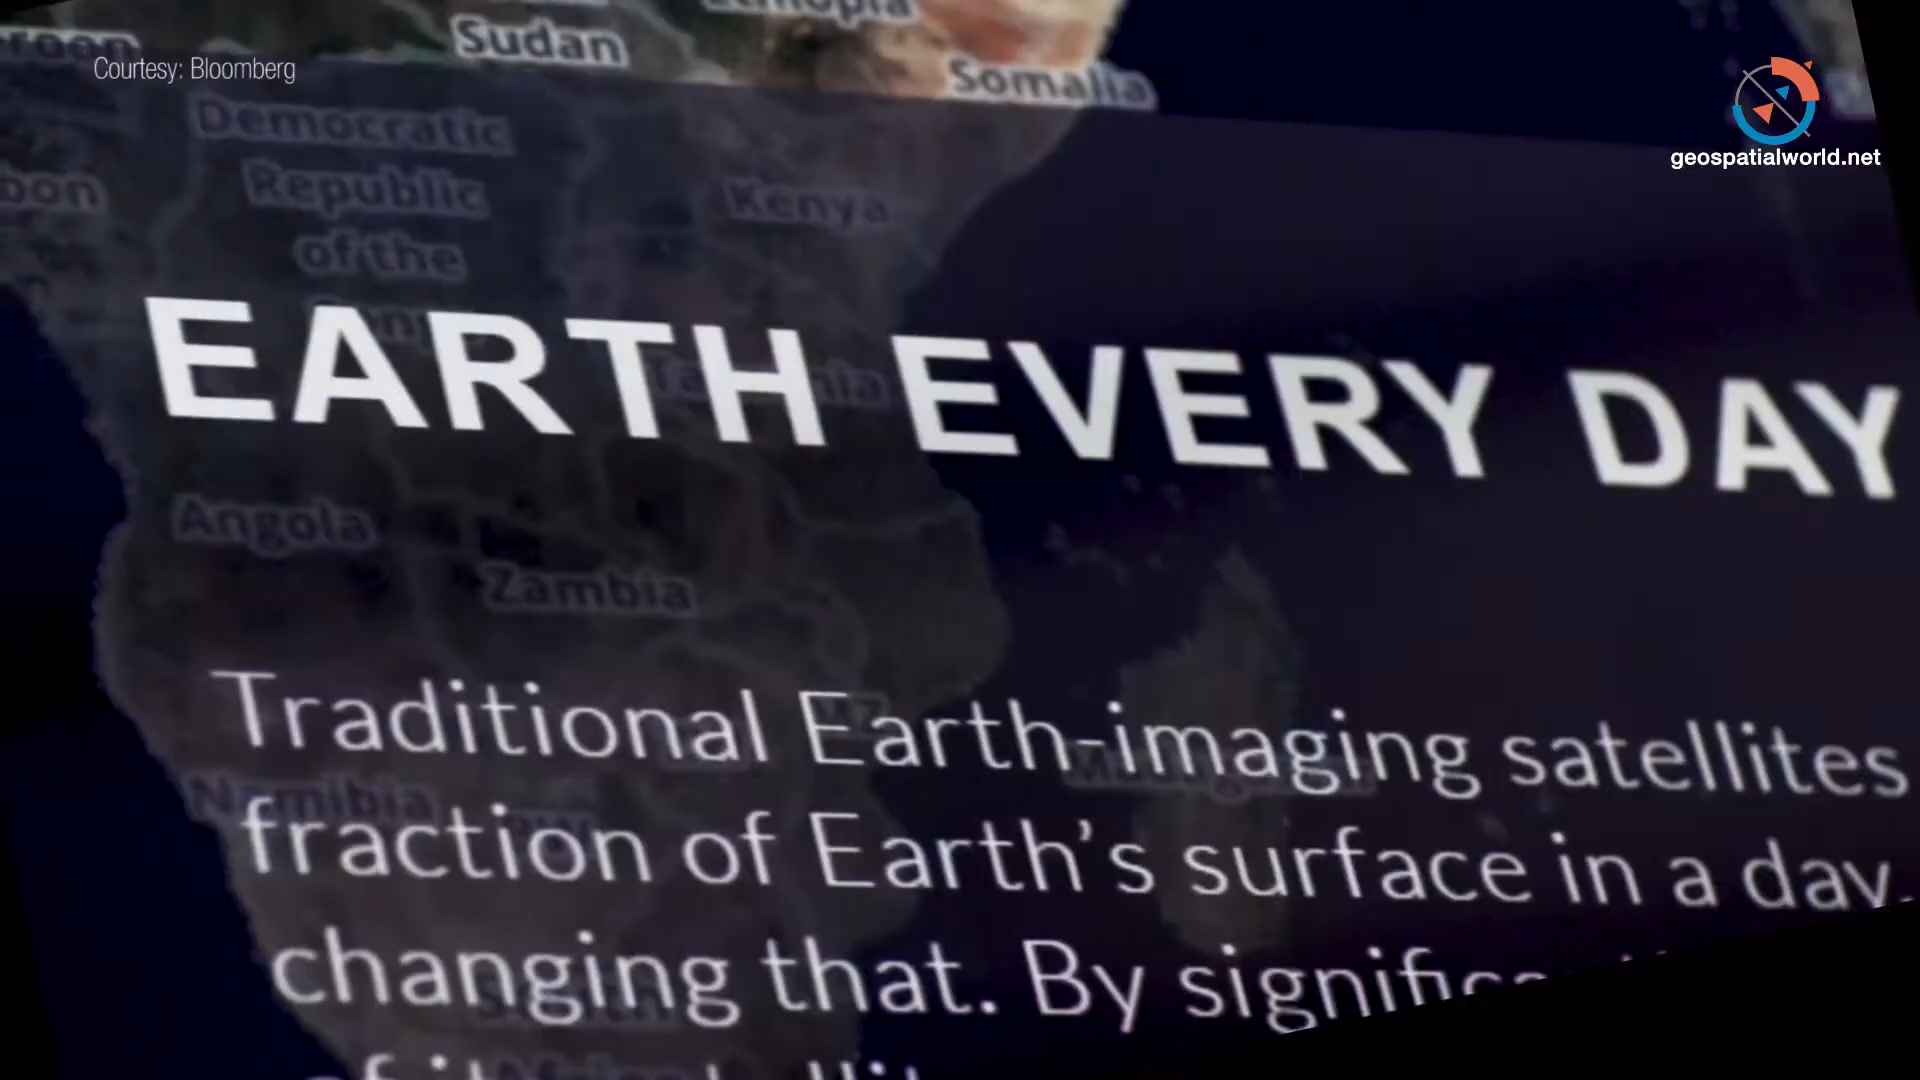 Sudan
Courtesy: Bloomberg
Somalia
geospatialworld.net
Democratic
Republic
of the
Kenya
EARTH EVERY DAY
Angola
Zambia
Traditional Earth-imaging satellites
Namibia
fraction of Earth's surface in a day.
changing that. By